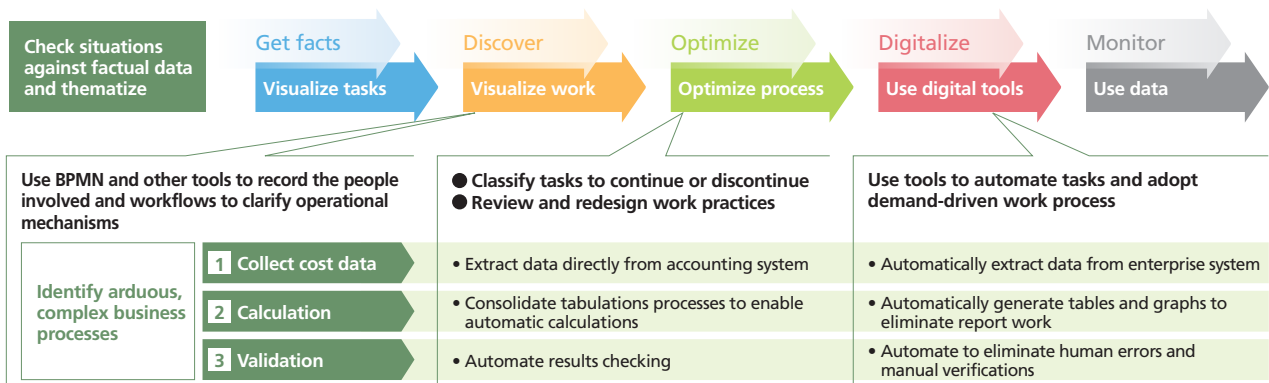 Check situations
against factual data
and thematize
Get facts
Visualize tasks
Discover
Visualize work
Optimize
Optimize process
Digitalize
Use digital tools
Monitor
Use data
Use BPMN and other tools to record the people
involved and workflows to clarify operational
mechanisms
● Classify tasks to continue or discontinue
● Review and redesign work practices
Use tools to automate tasks and adopt
demand-driven work process
Identify arduous,
complex business
processes
1 Collect cost data
• Extract data directly from accounting system
• Automatically extract data from enterprise system
2 Calculation
• Consolidate tabulations processes to enable
automatic calculations
• Automatically generate tables and graphs to
eliminate report work
3 Validation
• Automate results checking
• Automate to eliminate human errors and
manual verifications